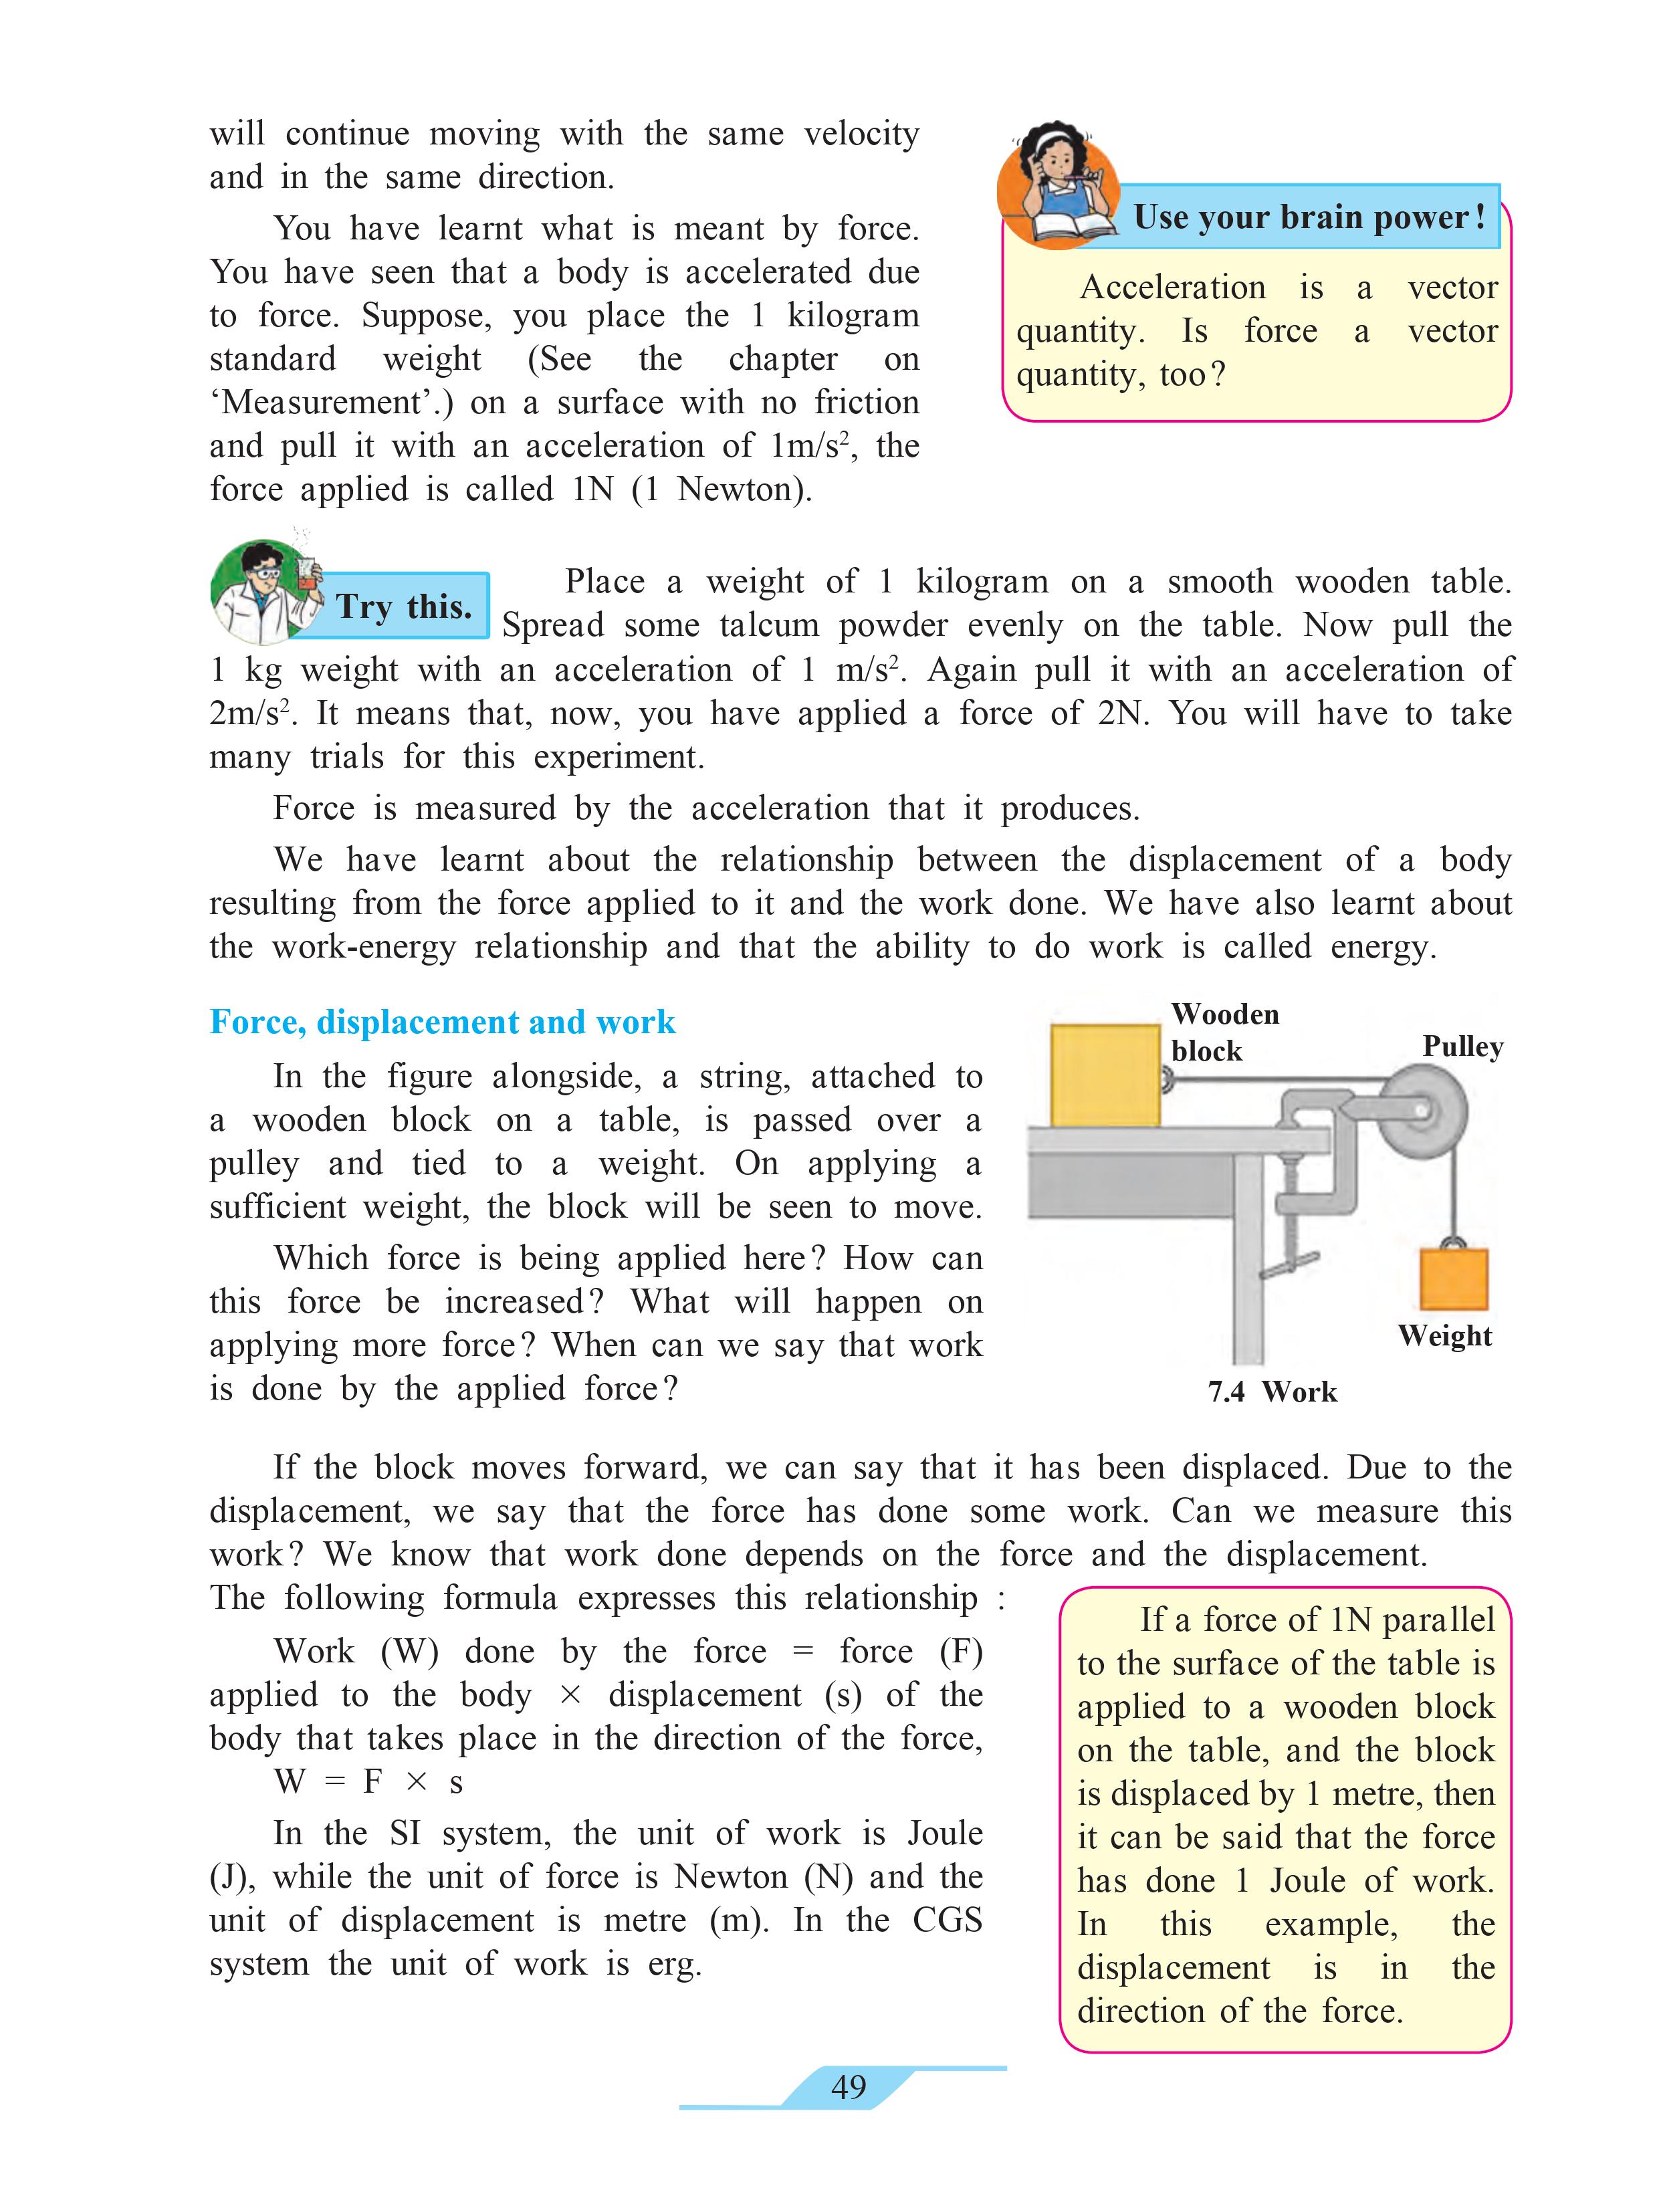 will continue moving with the same velocity
and in the same direction.
You have learnt what is meant by force.
You have seen that a body is accelerated due
to force. Suppose, you place the 1 kilogram
standard weight (See the chapter on
‘Measurement’.) on a surface with no friction
and pull it with an acceleration of 1m/s², the
force applied is called 1N (1 Newton).
Use your brain power!
Acceleration is a vector
quantity. Is force a vector
quantity, too?
Try this.
Place a weight of 1 kilogram on a smooth wooden table.
Spread some talcum powder evenly on the table. Now pull the
1 kg weight with an acceleration of 1 m/s². Again pull it with an acceleration of
2m/s². It means that, now, you have applied a force of 2N. You will have to take
many trials for this experiment.
Force is measured by the acceleration that it produces.
We have learnt about the relationship between the displacement of a body
resulting from the force applied to it and the work done. We have also learnt about
the work-energy relationship and that the ability to do work is called energy.
Force, displacement and work
In the figure alongside, a string, attached to
a wooden block on a table, is passed over a
pulley and tied to a weight. On applying a
sufficient weight, the block will be seen to move.
Which force is being applied here? How can
this force be increased? What will happen on
applying more force? When can we say that work
is done by the applied force?
Wooden
block
Pulley
Weight
7.4 Work
If the block moves forward, we can say that it has been displaced. Due to the
displacement, we say that the force has done some work. Can we measure this
work? We know that work done depends on the force and the displacement.
The following formula expresses this relationship :
Work (W) done by the force = force (F)
applied to the body × displacement (s) of the
body that takes place in the direction of the force,
W = F × s
In the SI system, the unit of work is Joule
(J), while the unit of force is Newton (N) and the
unit of displacement is metre (m). In the CGS
system the unit of work is erg.
If a force of 1N parallel
to the surface of the table is
applied to a wooden block
on the table, and the block
is displaced by 1 metre, then
it can be said that the force
has done 1 Joule of work.
In this example, the
displacement is in the
direction of the force.
49